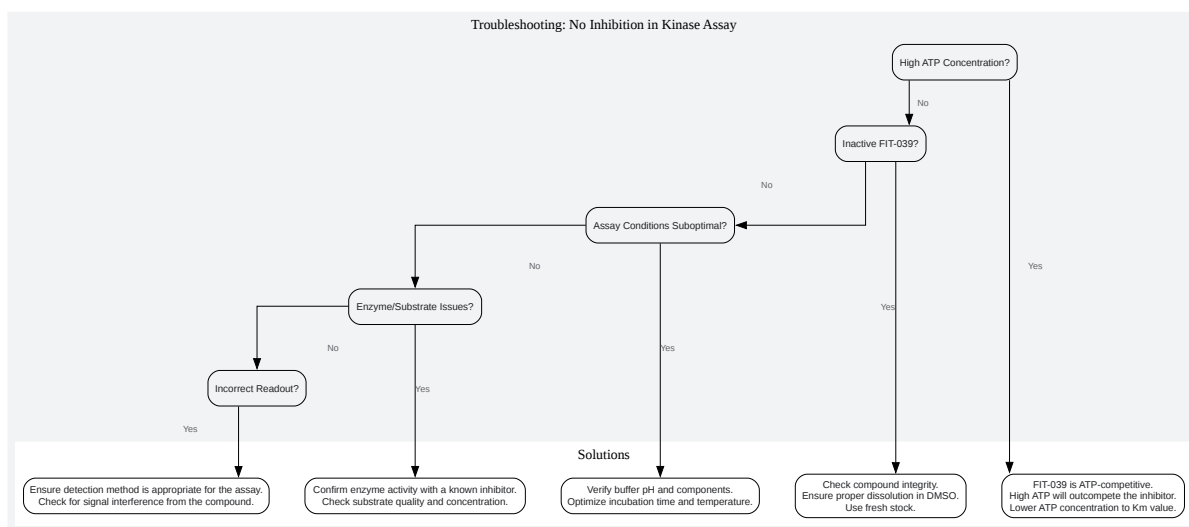 Troubleshooting: No Inhibition in Kinase Assay
High ATP Concentration?
No
Inactive FIT-039?
No
Assay Conditions Suboptimal?
No
Yes
Enzyme/Substrate Issues?
Yes
No
Yes
Incorrect Readout?
Yes
Yes
Solutions
Ensure detection method is appropriate for the assay.
Check for signal interference from the compound.
Confirm enzyme activity with a known inhibitor.
Check substrate quality and concentration.
Verify buffer pH and components.
Optimize incubation time and temperature.
Check compound integrity.
Ensure proper dissolution in DMSO.
Use fresh stock.
FIT-039 is ATP-competitive.
High ATP will outcompete the inhibitor.
Lower ATP concentration to Km value.